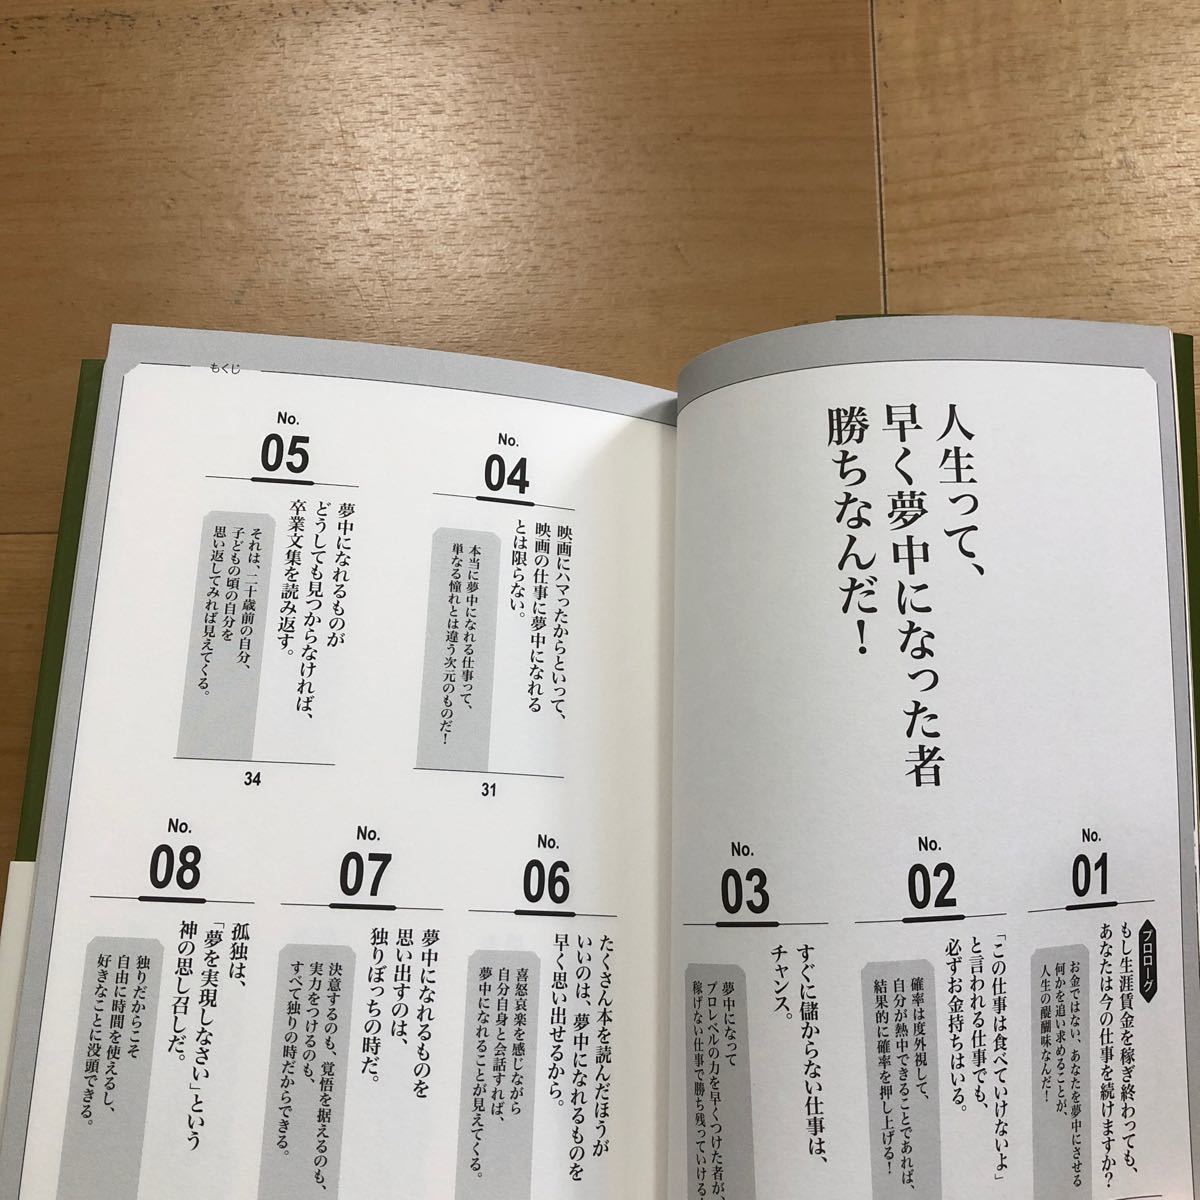 人生って、
早く夢中になった者
勝ちなんだ！
No.
01
プロローグ
もし生涯賃金を稼ぎ終わっても、
あなたは今の仕事を続けますか？
お金ではない、あなたを夢中にさせる
何かを追い求めることが、
人生の醍醐味なんだ！
No.
02
「この仕事は食べていけないよ」
と言われる仕事でも、
必ずお金持ちはいる。
確率は度外視して、
自分が熱中できることであれば、
結果的に確率を押し上げる！
No.
03
すぐに儲からない仕事は、
チャンス。
夢中になって
プロレベルの力を早くつけた者が、
稼げない仕事で勝ち残っていける！
もくじ
No.
04
映画にハマったからといって、
映画の仕事に夢中になれる
とは限らない。
本当に夢中になれる仕事って、
単なる憧れとは違う次元のものだ！
31
No.
05
夢中になれるものが
どうしても見つからなければ、
卒業文集を読み返す。
それは、二十歳前の自分、
子どもの頃の自分を
思い返してみれば見えてくる。
34
No.
06
たくさん本を読んだほうが
いいのは、夢中になれるものを
早く思い出せるから。
喜怒哀楽を感じながら
自分自身と会話すれば、
夢中になれることが見えてくる。
No.
07
夢中になれるものを
思い出すのは、
独りぼっちの時だ。
決意するのも、覚悟を据えるのも、
実力をつけるのも、
すべて独りの時だからできる。
No.
08
孤独は、
「夢を実現しなさい」という
神の思し召しだ。
独りだからこそ
自由に時間を使えるし、
好きなことに没頭できる。